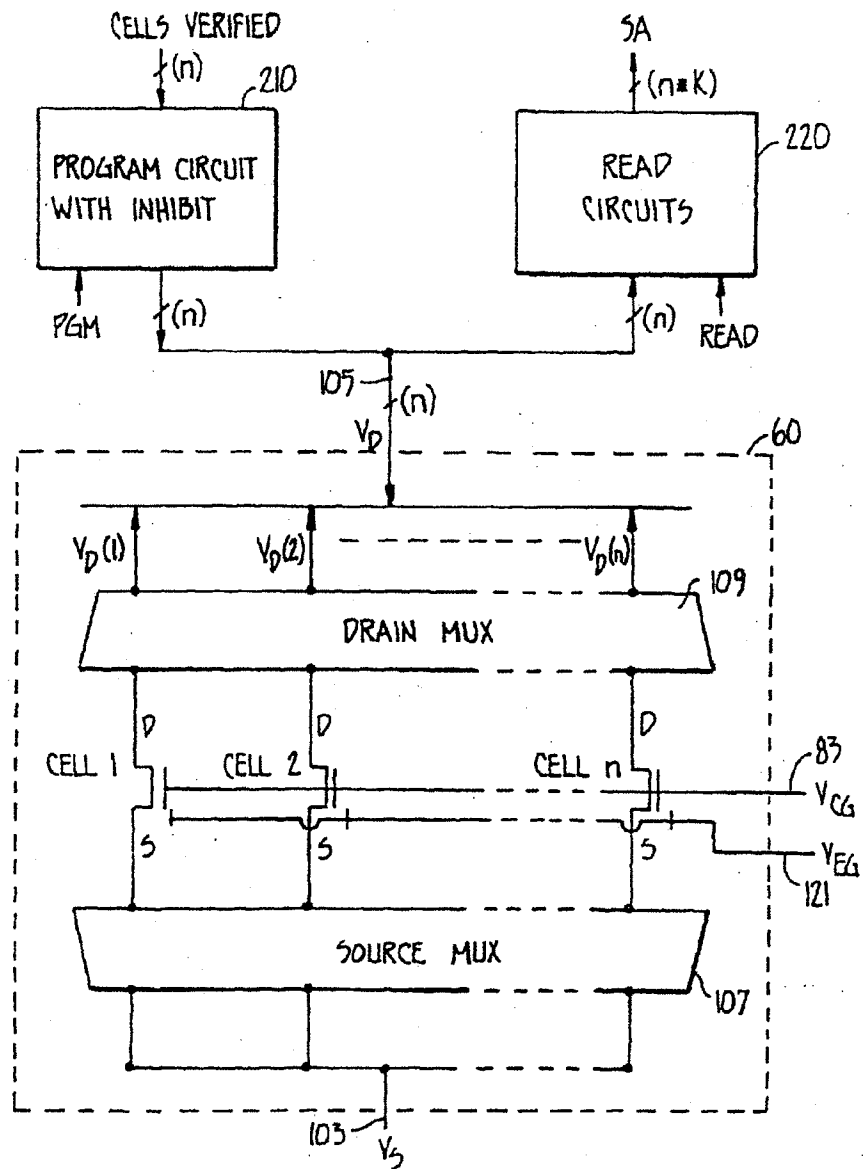 CELLS VERIFIED
SA
(n)
(n*K)
210
220
PROGRAM CIRCUIT
WITH INHIBIT
READ
CIRCUITS
PGM
(n)
(n)
READ
105
(n)
V_D
60
V_D(1)
V_D(2)
V_D(n)
109
DRAIN MUX
D
D
D
CELL 1
CELL 2
CELL n
83
V_CG
S
S
S
V_EG
121
SOURCE MUX
107
103
V_S